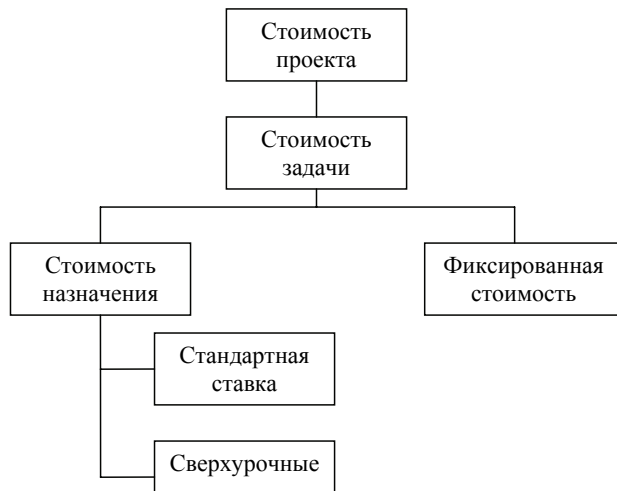 Стоимость
проекта
Стоимость
задачи
Стоимость
назначения
Фиксированная
стоимость
Стандартная
ставка
Сверхурочные